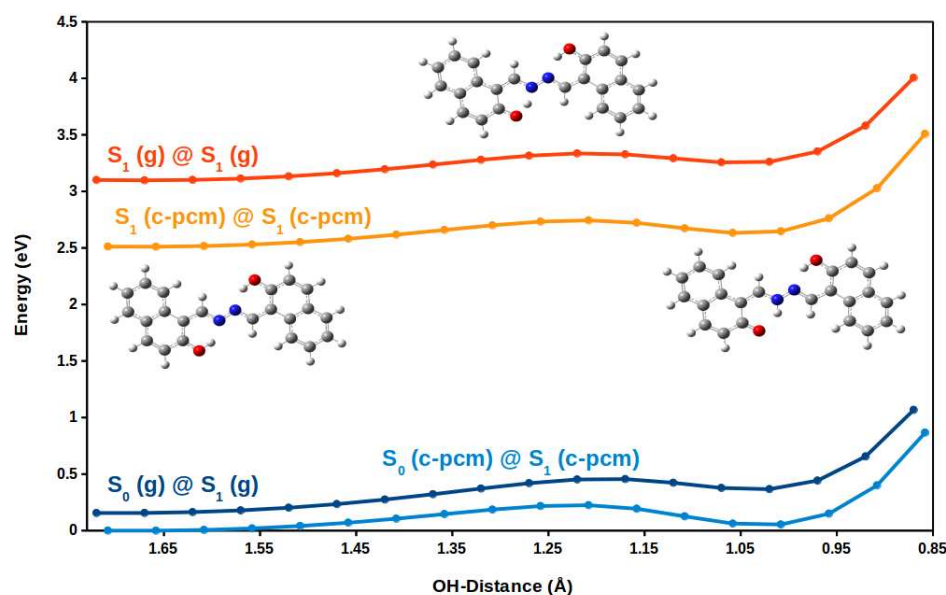 4.5
4
3.5
3
2.5
2
1.5
1
0.5
0
Energy (eV)
S1 (g) @ S1 (g)
S1 (c-pcm) @ S1 (c-pcm)
S0 (c-pcm) @ S1 (c-pcm)
S0 (g) @ S1 (g)
1.65 1.55 1.45 1.35 1.25 1.15 1.05 0.95 0.85
OH-Distance (Å)